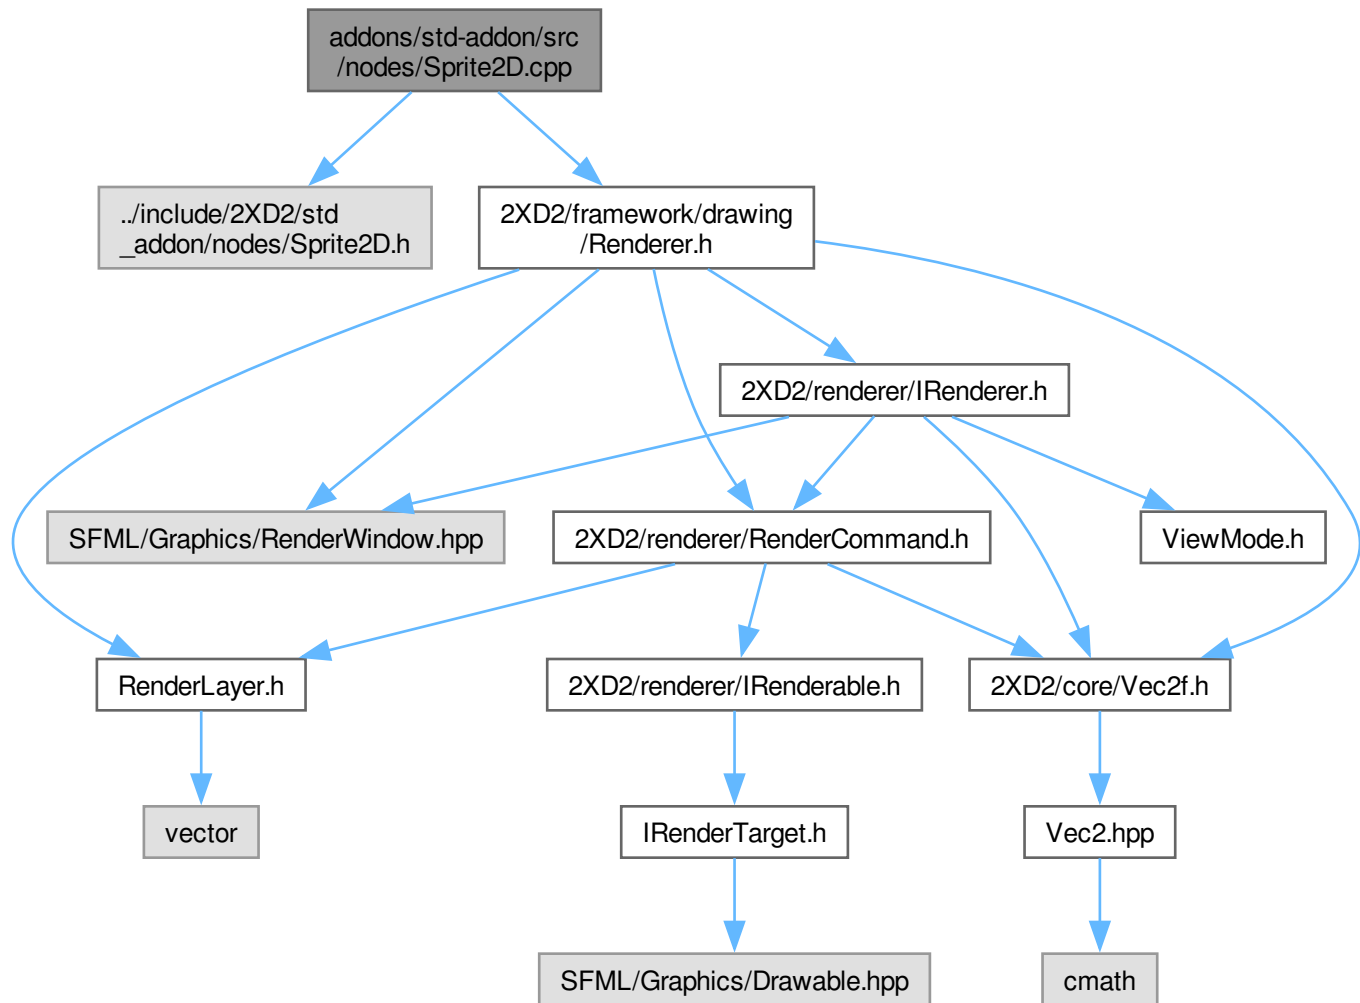 addons/std-addon/src
/nodes/Sprite2D.cpp
../include/2XD2/std
_addon/nodes/Sprite2D.h
2XD2/framework/drawing
/Renderer.h
2XD2/renderer/IRenderer.h
SFML/Graphics/RenderWindow.hpp
2XD2/renderer/RenderCommand.h
ViewMode.h
RenderLayer.h
2XD2/renderer/IRenderable.h
2XD2/core/Vec2f.h
vector
IRenderTarget.h
Vec2.hpp
SFML/Graphics/Drawable.hpp
cmath